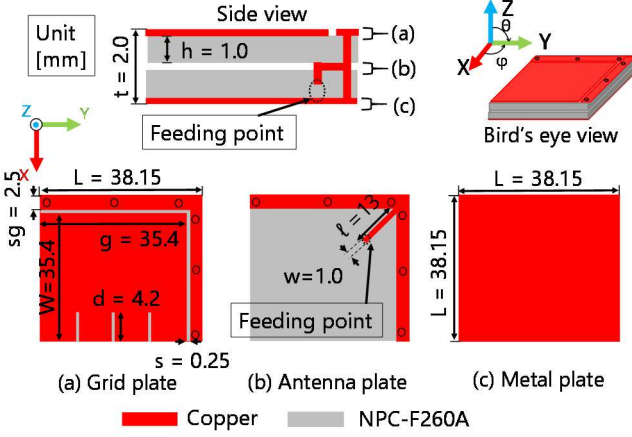 Side view
Unit
[mm]
t = 2.0
h = 1.0
(a)
(b)
(c)
Feeding point
Z
θ
Y
X
φ
Bird's eye view
Z
Y
X
sg = 2.5
L = 38.15
g = 35.4
W=35.4
d = 4.2
s = 0.25
ℓ = 13
w=1.0
Feeding point
L = 38.15
L = 38.15
(a) Grid plate
(b) Antenna plate
(c) Metal plate
Copper
NPC-F260A